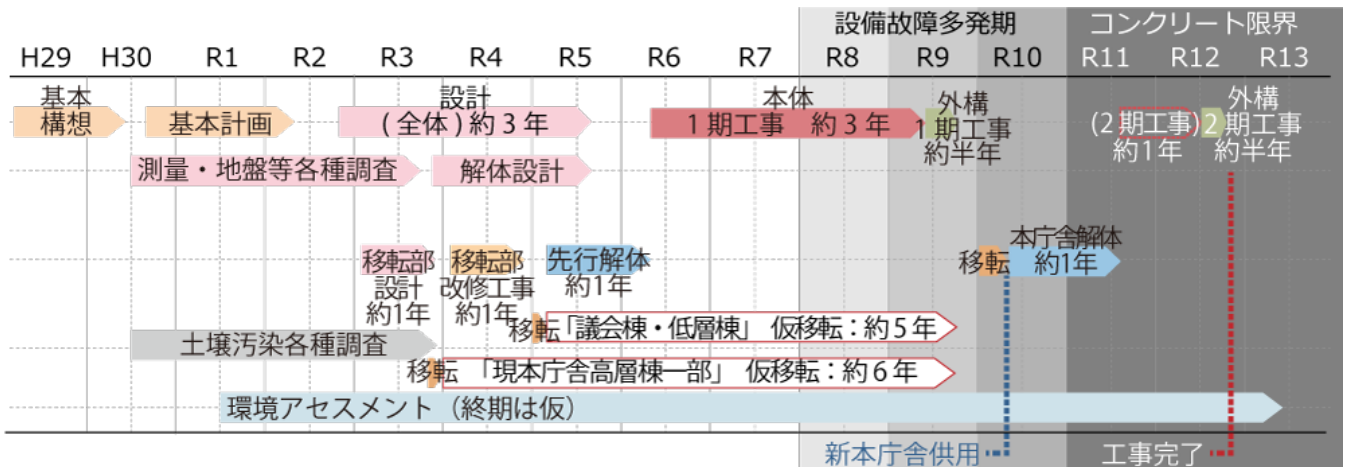 設備故障多発期 コンクリート限界
H29 H30 R1 R2 R3 R4 R5 R6 R7 R8 R9 R10 R11 R12 R13
基本
構想
基本計画
設計
(全体)約3年
本体
1期工事 約3年
外構
1期工事
約半年
(2期工事)
約1年
外構
2期工事
約半年
測量・地盤等各種調査
解体設計
移転部
設計
約1年
移転部
改修工事
約1年
先行解体
約1年
移転
本庁舎解体
約1年
移転「議会棟・低層棟」 仮移転:約5年
土壌汚染各種調査
移転 「現本庁舎高層棟一部」 仮移転:約6年
環境アセスメント(終期は仮)
新本庁舎供用
工事完了